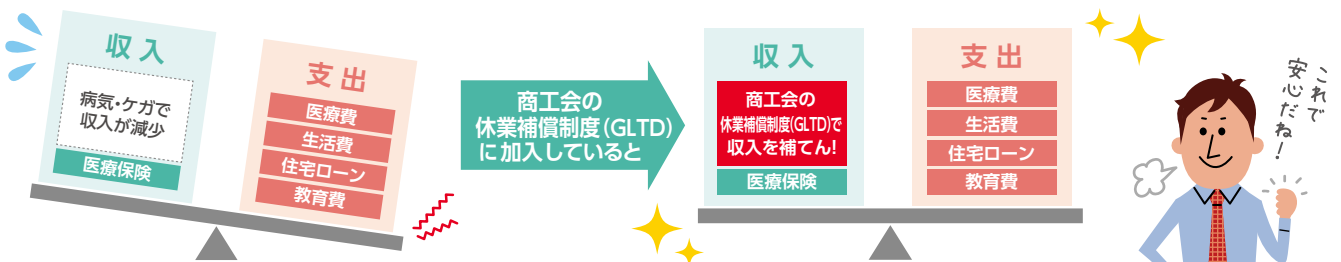 収入
病気・ケガで
収入が減少
医療保険
支出
医療費
生活費
住宅ローン
教育費
商工会の
休業補償制度(GLTD)
に加入していると
収入
商工会の
休業補償制度(GLTD)で
収入を補てん!
医療保険
支出
医療費
生活費
住宅ローン
教育費
これで
安心だね!